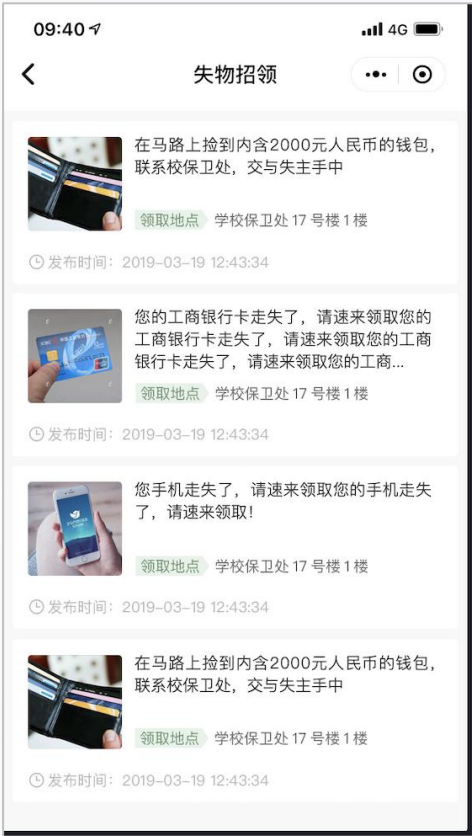 09:40
4G
失物招领
在马路上捡到内含2000元人民币的钱包，
联系校保卫处，交与失主手中
领取地点 学校保卫处 17 号楼 1 楼
发布时间：2019-03-19 12:43:34
您的工商银行卡走失了，请速来领取您的
工商银行卡走失了，请速来领取您的工商
银行卡走失了，请速来领取您的工商...
领取地点 学校保卫处 17 号楼 1 楼
发布时间：2019-03-19 12:43:34
您手机走失了，请速来领取您的手机走失
了，请速来领取！
领取地点 学校保卫处 17 号楼 1 楼
发布时间：2019-03-19 12:43:34
在马路上捡到内含2000元人民币的钱包，
联系校保卫处，交与失主手中
领取地点 学校保卫处 17 号楼 1 楼
发布时间：2019-03-19 12:43:34